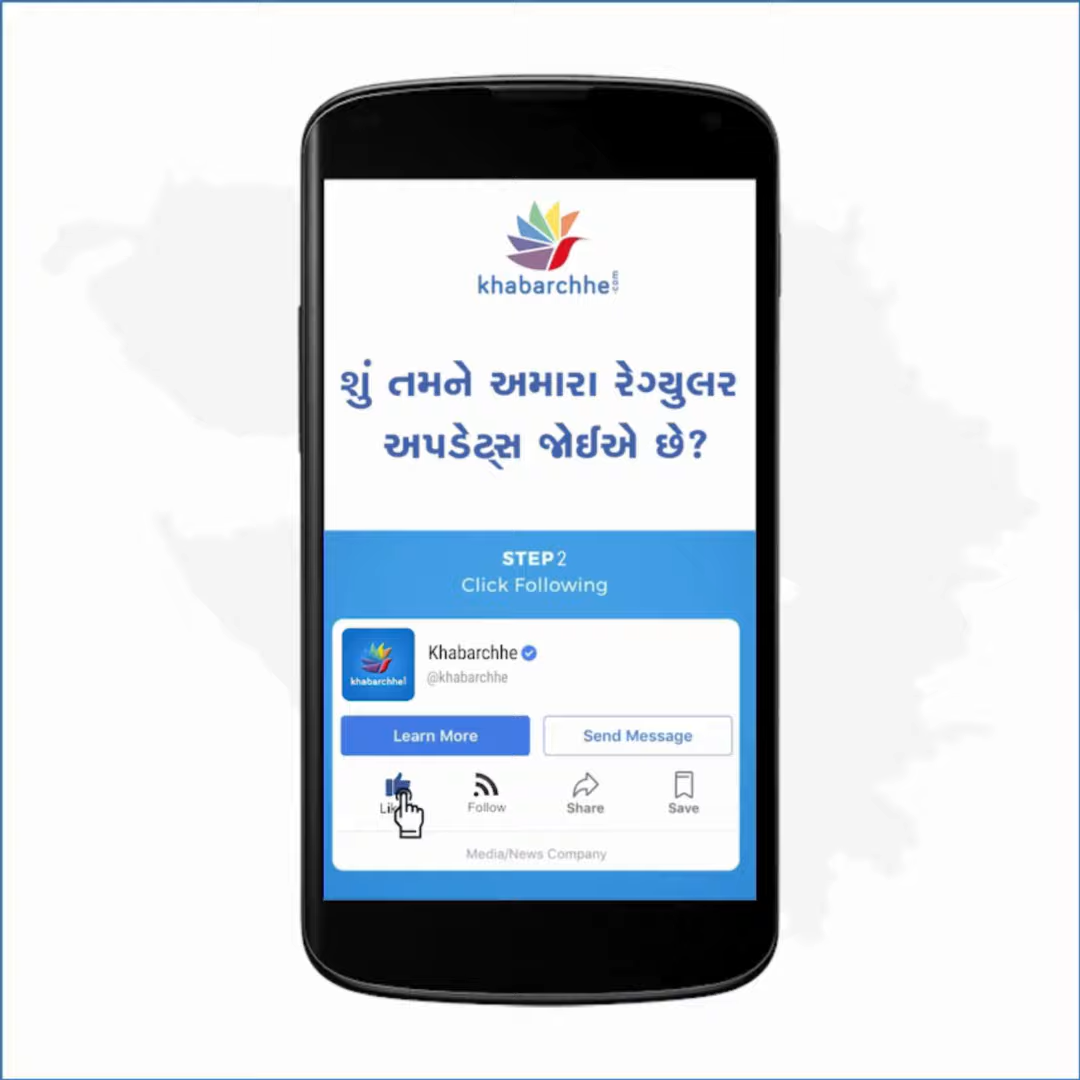 khabarchhe.com
શું તમને અમારા રેગ્યુલર
અપડેટ્સ જોઈએ છે?
STEP 2
Click Following
khabarchhe
Khabarchhe
@khabarchhe
Learn More
Send Message
Follow
Share
Save
Media/News Company